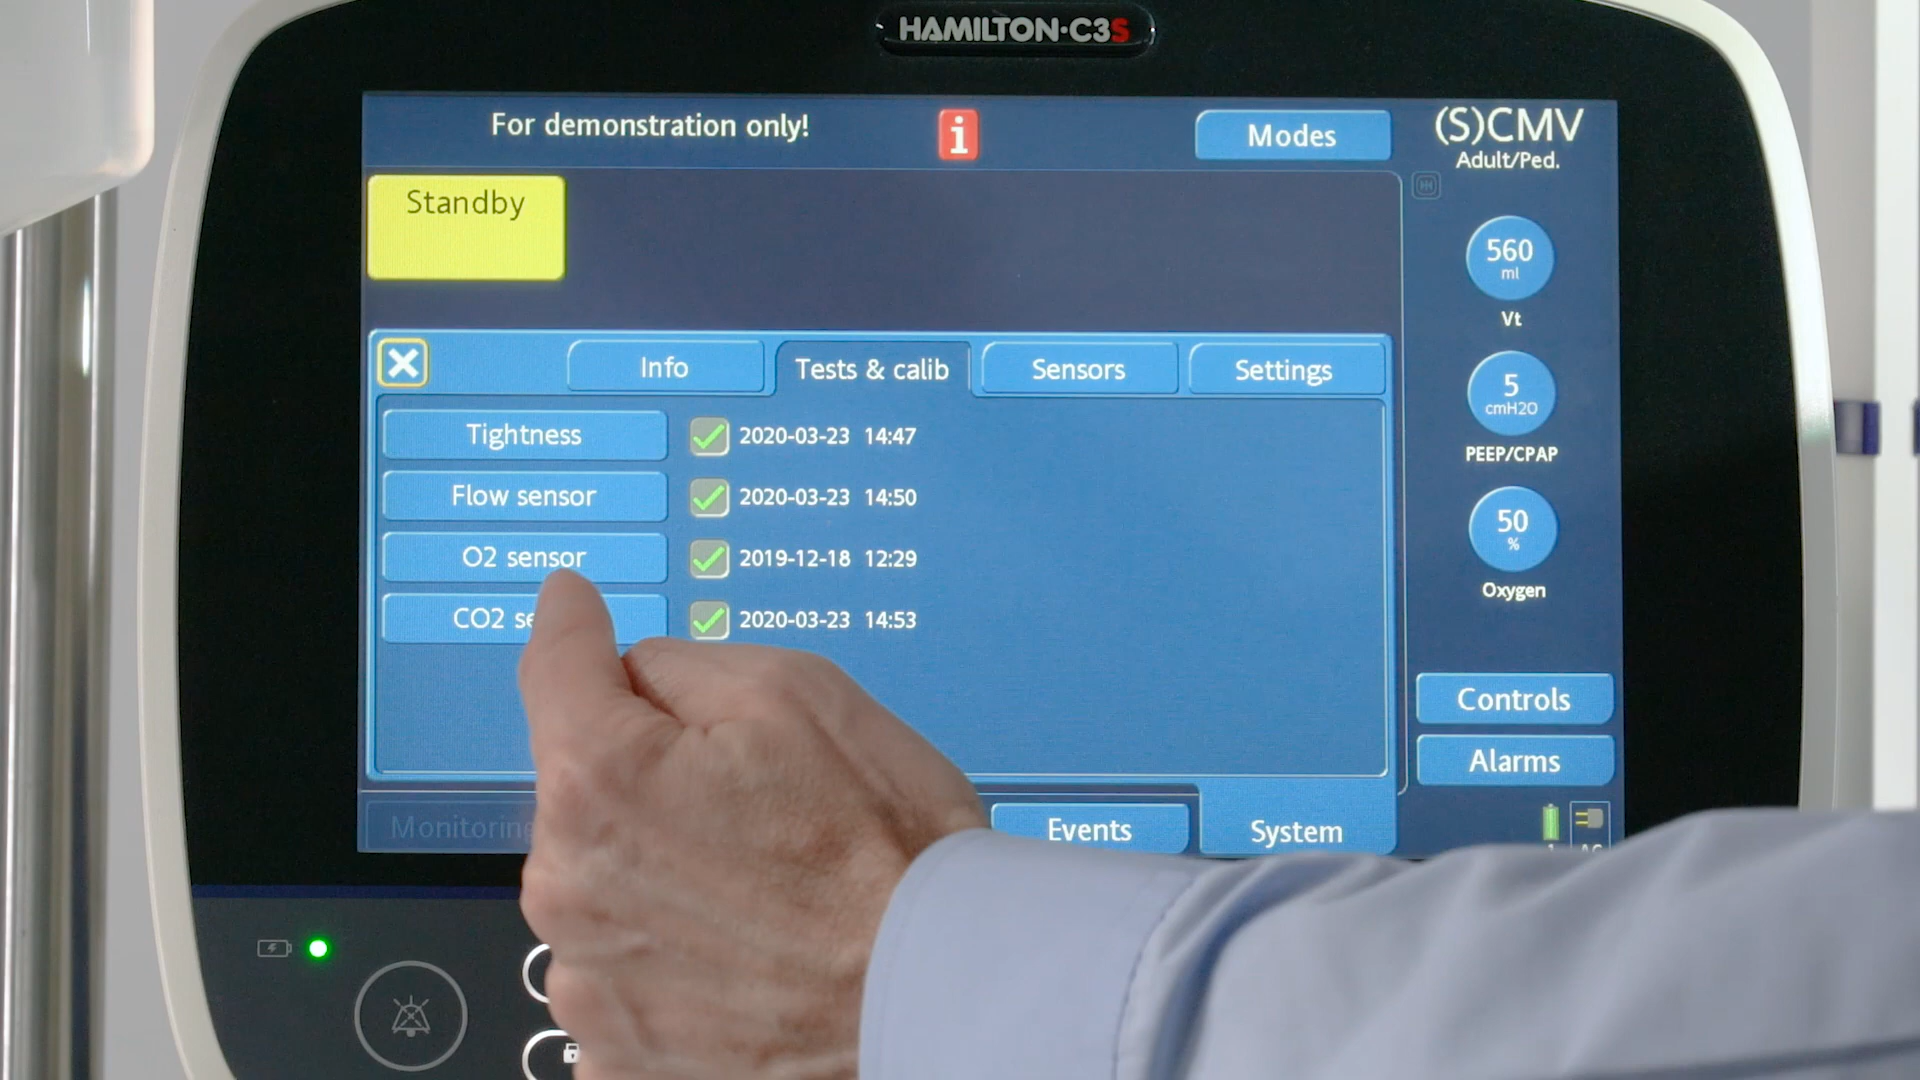 HAMILTON·C3S
For demonstration only!
i
Modes
(S)CMV
Adult/Ped.
Standby
560
ml
Vt
Info
Tests & calib
Sensors
Settings
5
cmH2O
PEEP/CPAP
Tightness
2020-03-23 14:47
Flow sensor
2020-03-23 14:50
O2 sensor
2019-12-18 12:29
CO2
2020-03-23 14:53
50
%
Oxygen
Controls
Alarms
Monitoring
Events
System